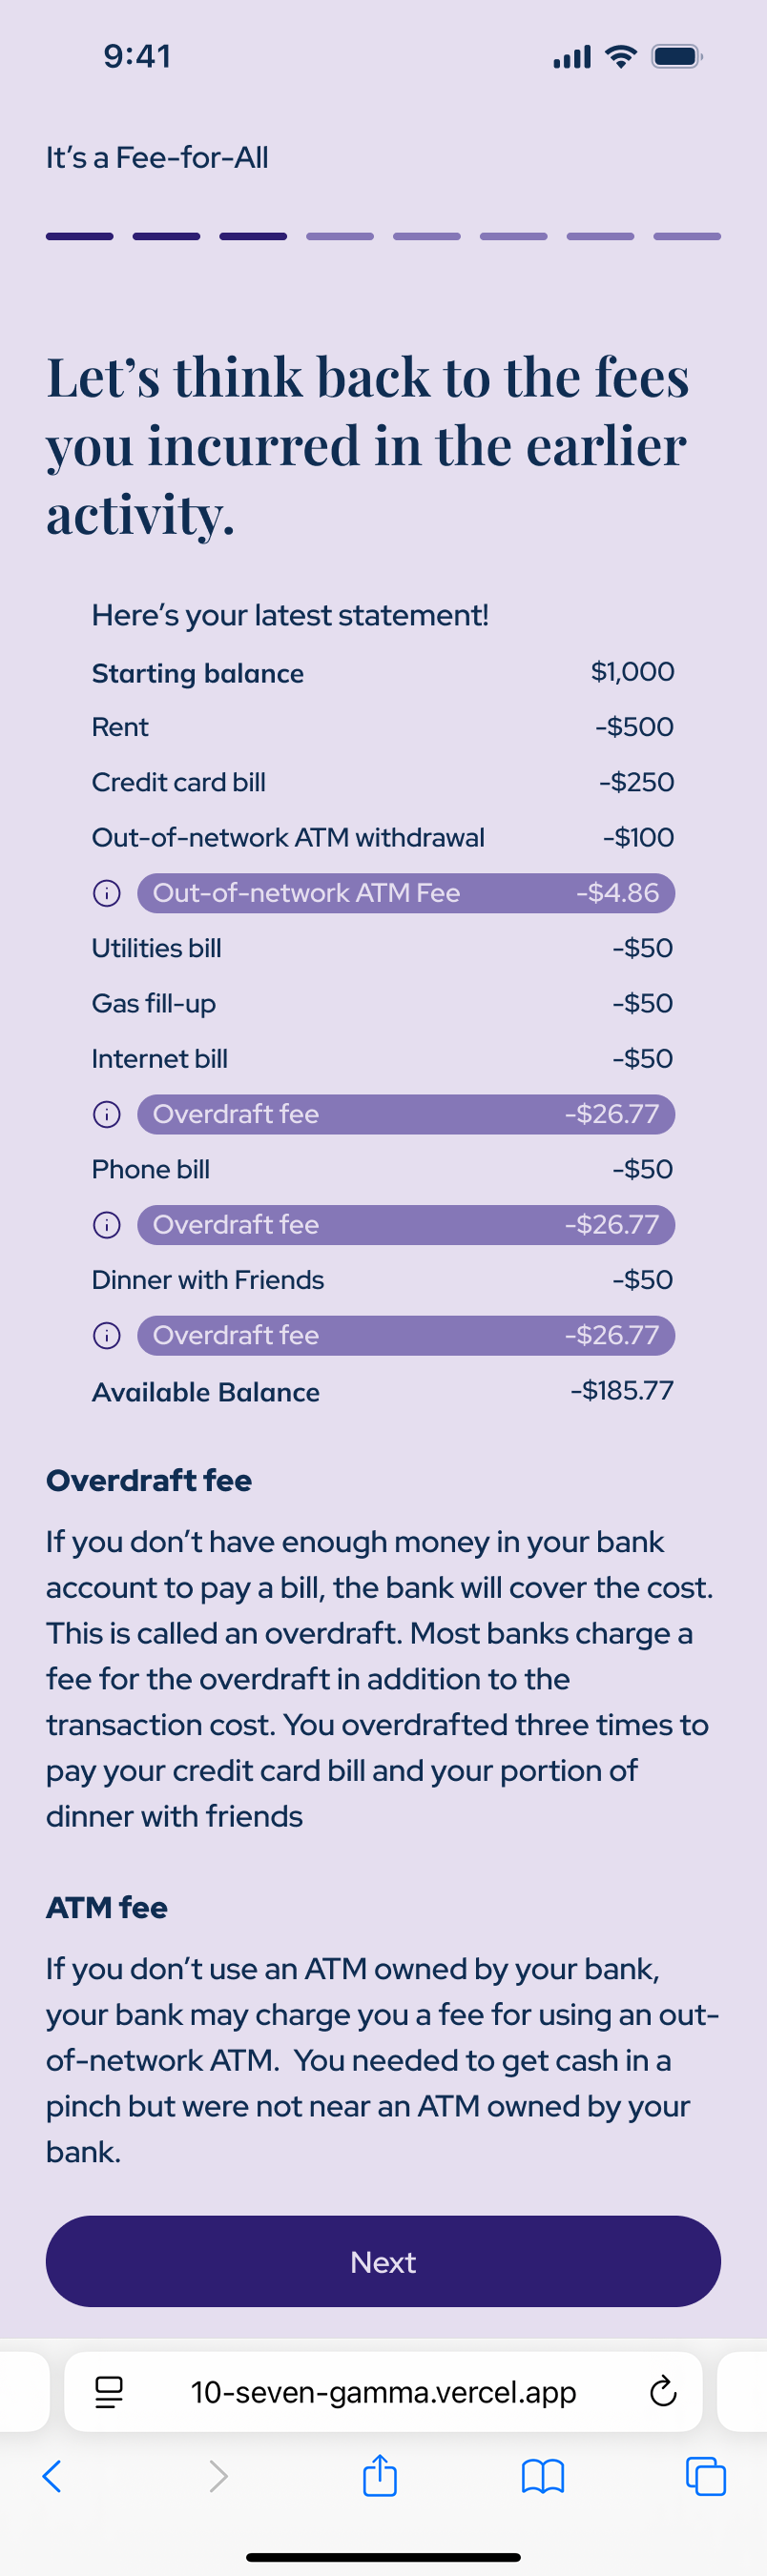 9:41
It’s a Fee-for-All
Let’s think back to the fees
you incurred in the earlier
activity.
Here’s your latest statement!
Starting balance $1,000
Rent -$500
Credit card bill -$250
Out-of-network ATM withdrawal -$100
Out-of-network ATM Fee -$4.86
Utilities bill -$50
Gas fill-up -$50
Internet bill -$50
Overdraft fee -$26.77
Phone bill -$50
Overdraft fee -$26.77
Dinner with Friends -$50
Overdraft fee -$26.77
Available Balance -$185.77
Overdraft fee
If you don’t have enough money in your bank
account to pay a bill, the bank will cover the cost.
This is called an overdraft. Most banks charge a
fee for the overdraft in addition to the
transaction cost. You overdrafted three times to
pay your credit card bill and your portion of
dinner with friends
ATM fee
If you don’t use an ATM owned by your bank,
your bank may charge you a fee for using an out-
of-network ATM.  You needed to get cash in a
pinch but were not near an ATM owned by your
bank.
Next
10-seven-gamma.vercel.app